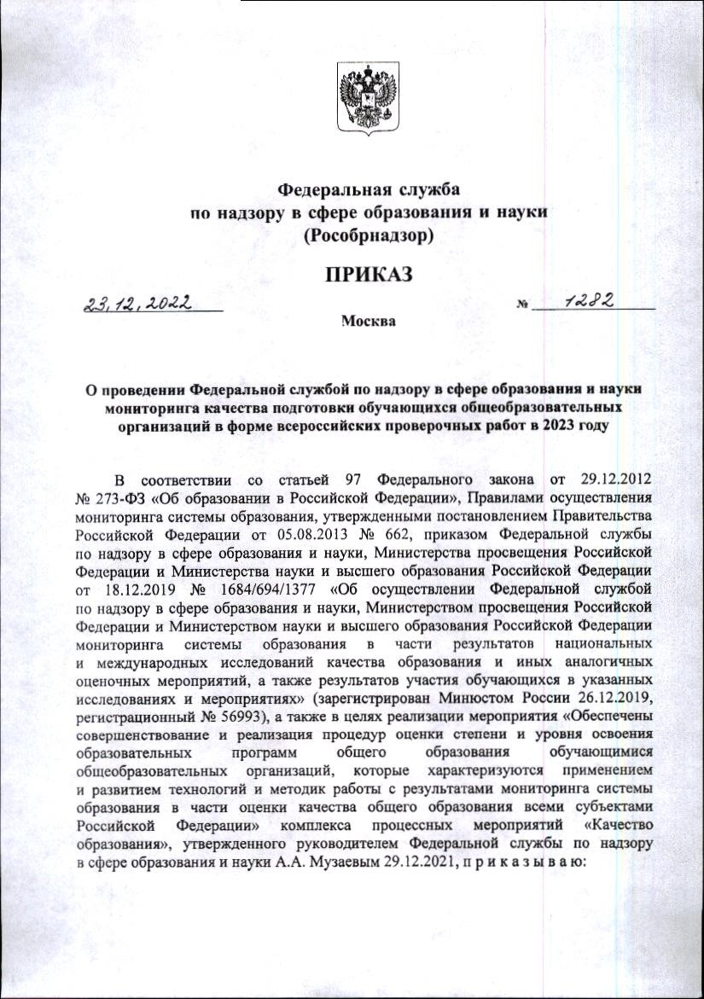 Федеральная служба
по надзору в сфере образования и науки
(Рособрнадзор)
ПРИКАЗ
23.12.2022
№ 1282
Москва
О проведении Федеральной службой по надзору в сфере образования и науки
мониторинга качества подготовки обучающихся общеобразовательных
организаций в форме всероссийских проверочных работ в 2023 году
В соответствии со статьей 97 Федерального закона от 29.12.2012
№ 273-ФЗ «Об образовании в Российской Федерации», Правилами осуществления
мониторинга системы образования, утвержденными постановлением Правительства
Российской Федерации от 05.08.2013 № 662, приказом Федеральной службы
по надзору в сфере образования и науки, Министерства просвещения Российской
Федерации и Министерства науки и высшего образования Российской Федерации
от 18.12.2019 № 1684/694/1377 «Об осуществлении Федеральной службой
по надзору в сфере образования и науки, Министерством просвещения Российской
Федерации и Министерством науки и высшего образования Российской Федерации
мониторинга системы образования в части результатов национальных
и международных исследований качества образования и иных аналогичных
оценочных мероприятий, а также результатов участия обучающихся в указанных
исследованиях и мероприятиях» (зарегистрирован Минюстом России 26.12.2019,
регистрационный № 56993), а также в целях реализации мероприятия «Обеспечены
совершенствование и реализация процедур оценки степени и уровня освоения
образовательных программ общего образования обучающимися
общеобразовательных организаций, которые характеризуются применением
и развитием технологий и методик работы с результатами мониторинга системы
образования в части оценки качества общего образования всеми субъектами
Российской Федерации» комплекса процессных мероприятий «Качество
образования», утвержденного руководителем Федеральной службы по надзору
в сфере образования и науки А.А. Музаевым 29.12.2021, п р и к а з ы в а ю: